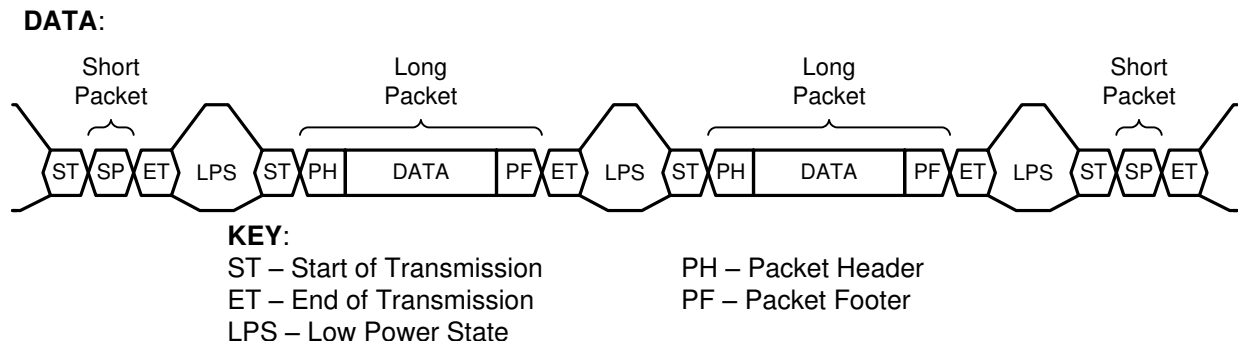 DATA:
Short Packet
Long Packet
Long Packet
Short Packet
ST SP ET LPS ST PH DATA PF ET LPS ST PH DATA PF ET LPS ST SP ET
KEY:
ST – Start of Transmission
PH – Packet Header
ET – End of Transmission
PF – Packet Footer
LPS – Low Power State